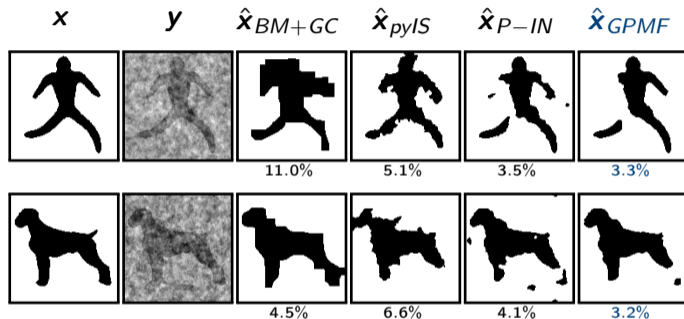 x y x̂_{BM+GC} x̂_{pyIS} x̂_{P−IN} x̂_{GPMF}
11.0% 5.1% 3.5% 3.3%
4.5% 6.6% 4.1% 3.2%